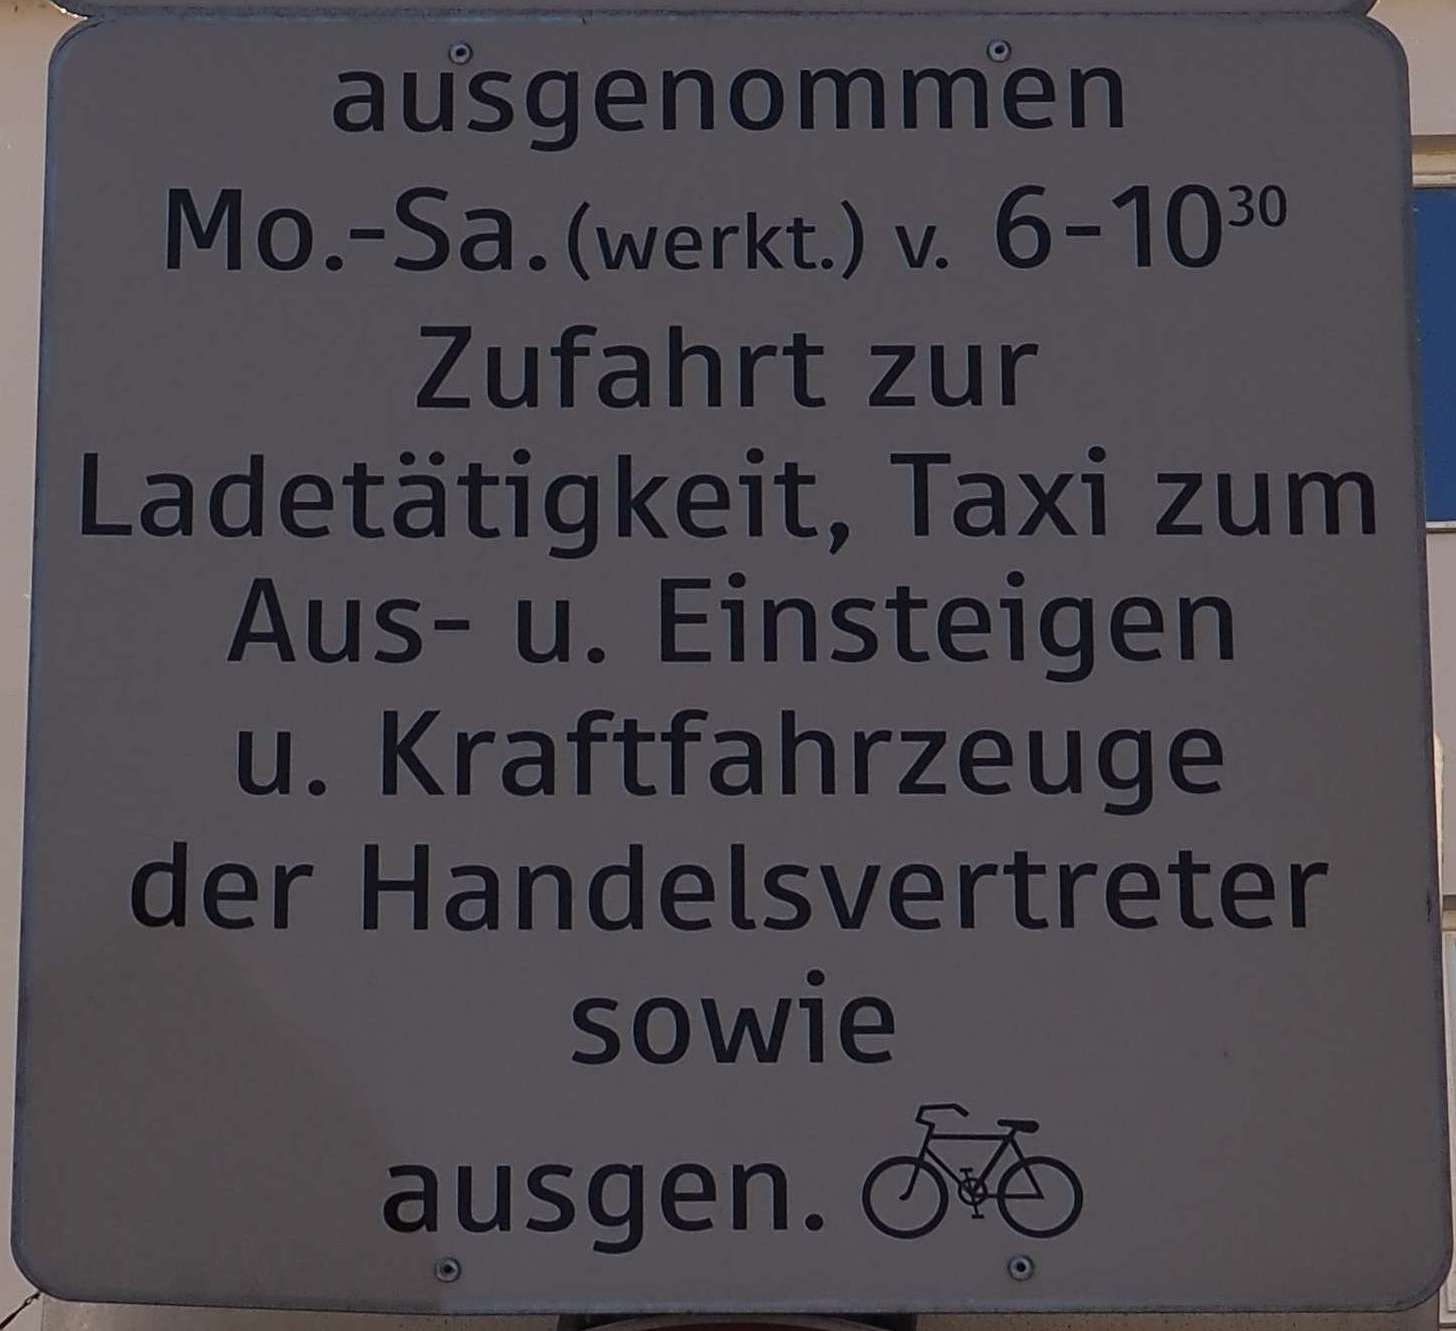 ausgenommen
Mo.-Sa. (werkt.) v. 6-10³⁰
Zufahrt zur
Ladetätigkeit, Taxi zum
Aus- u. Einsteigen
u. Kraftfahrzeuge
der Handelsvertreter
sowie
ausgen.